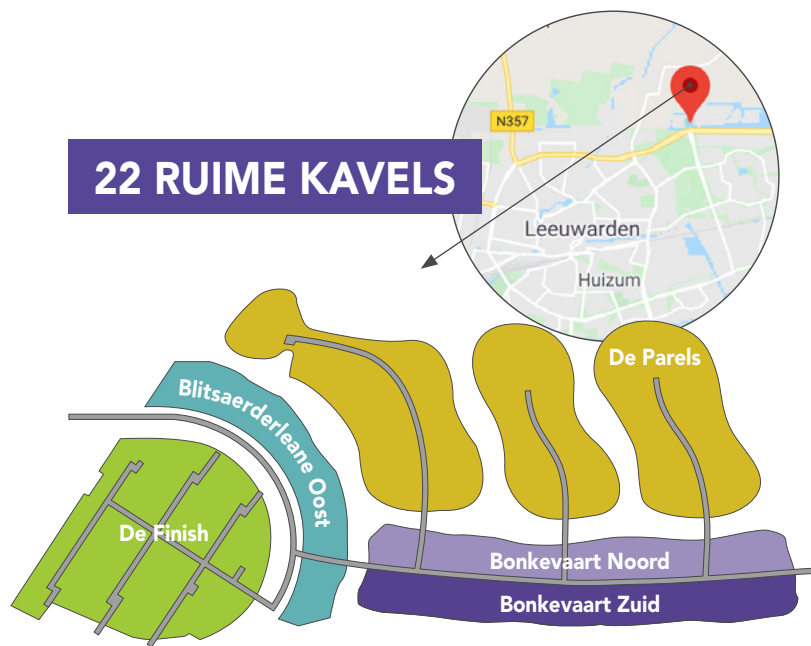 N357
22 RUIME KAVELS
Leeuwarden
Huizum
De Parels
Blitsaerderleane
Oost
De Finish
Bonkevaart Noord
Bonkevaart Zuid